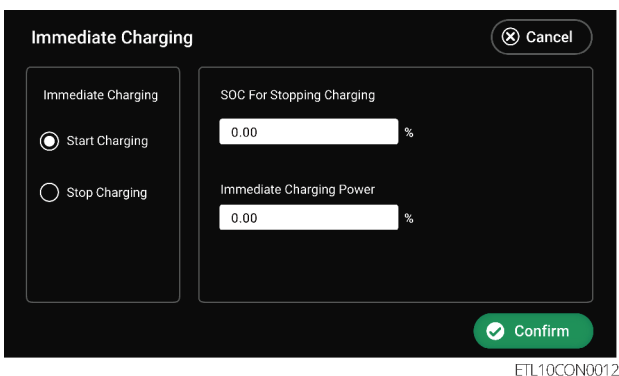 Immediate Charging
Cancel
Immediate Charging
Start Charging
Stop Charging
SOC For Stopping Charging
0.00 %
Immediate Charging Power
0.00 %
Confirm
ETL10CON0012